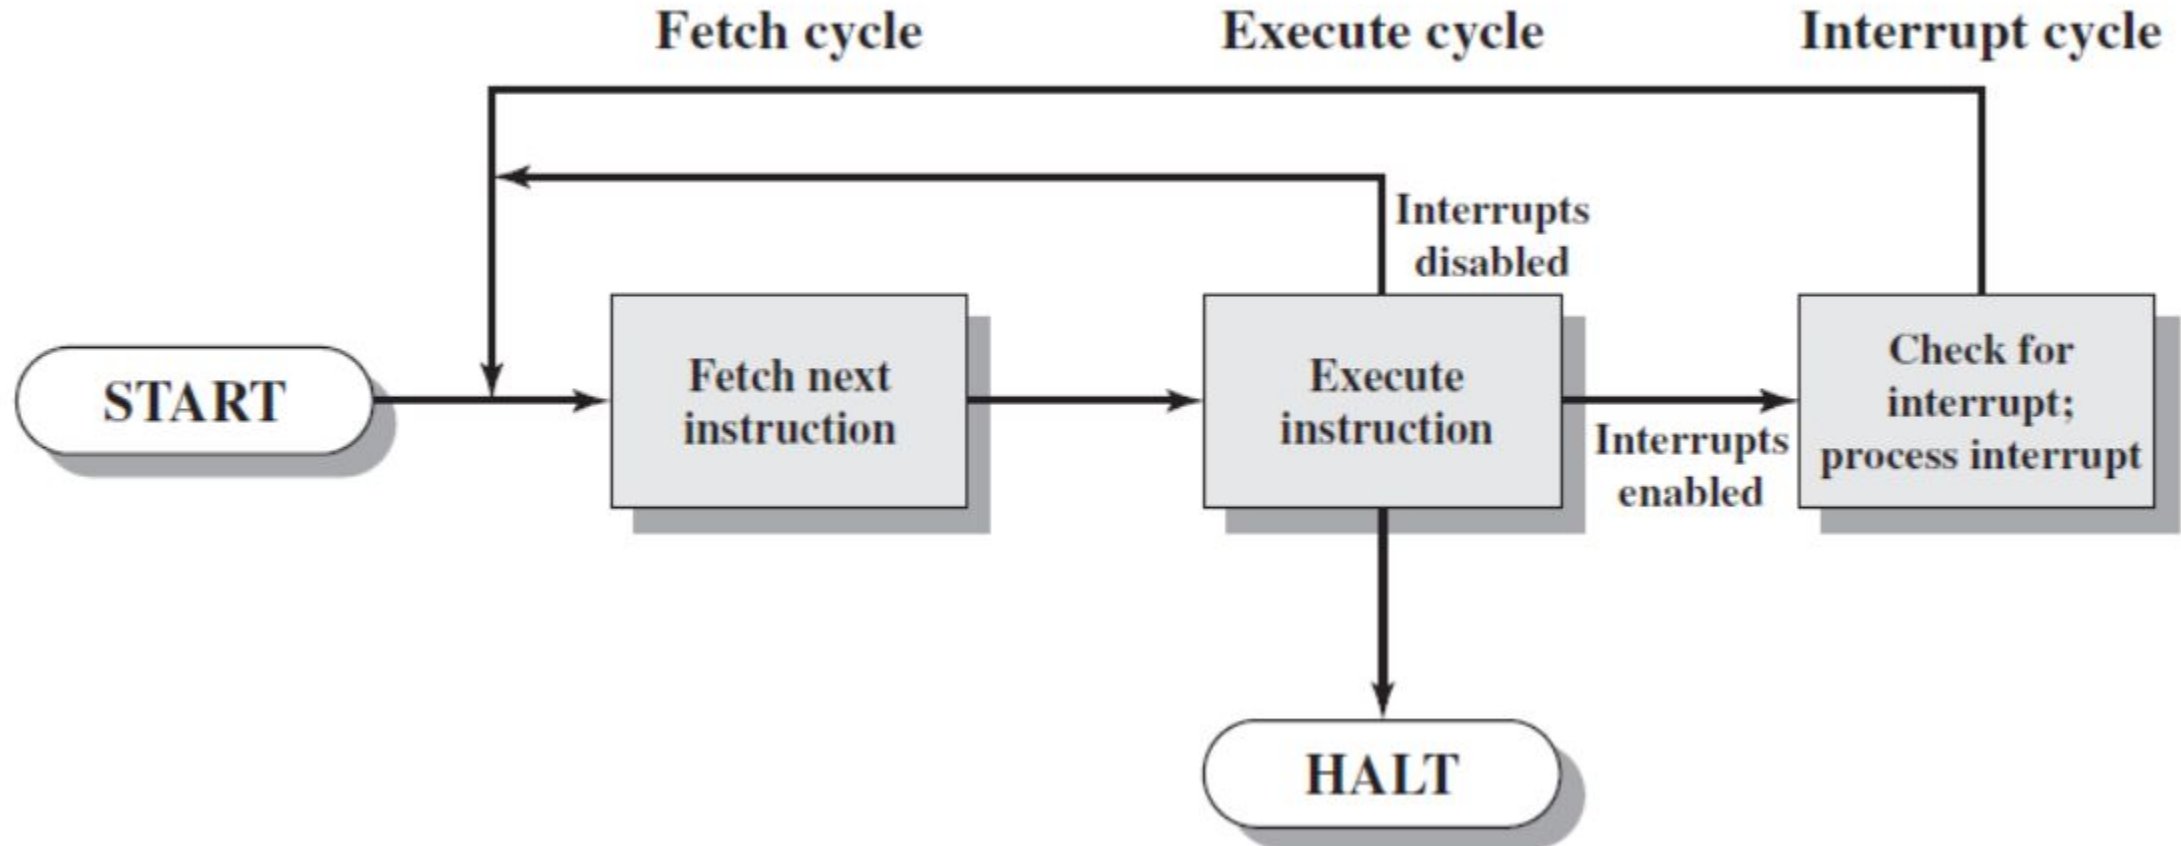 Fetch cycle
Execute cycle
Interrupt cycle
Interrupts
disabled
START
Fetch next
instruction
Execute
instruction
Interrupts
enabled
Check for
interrupt;
process interrupt
HALT